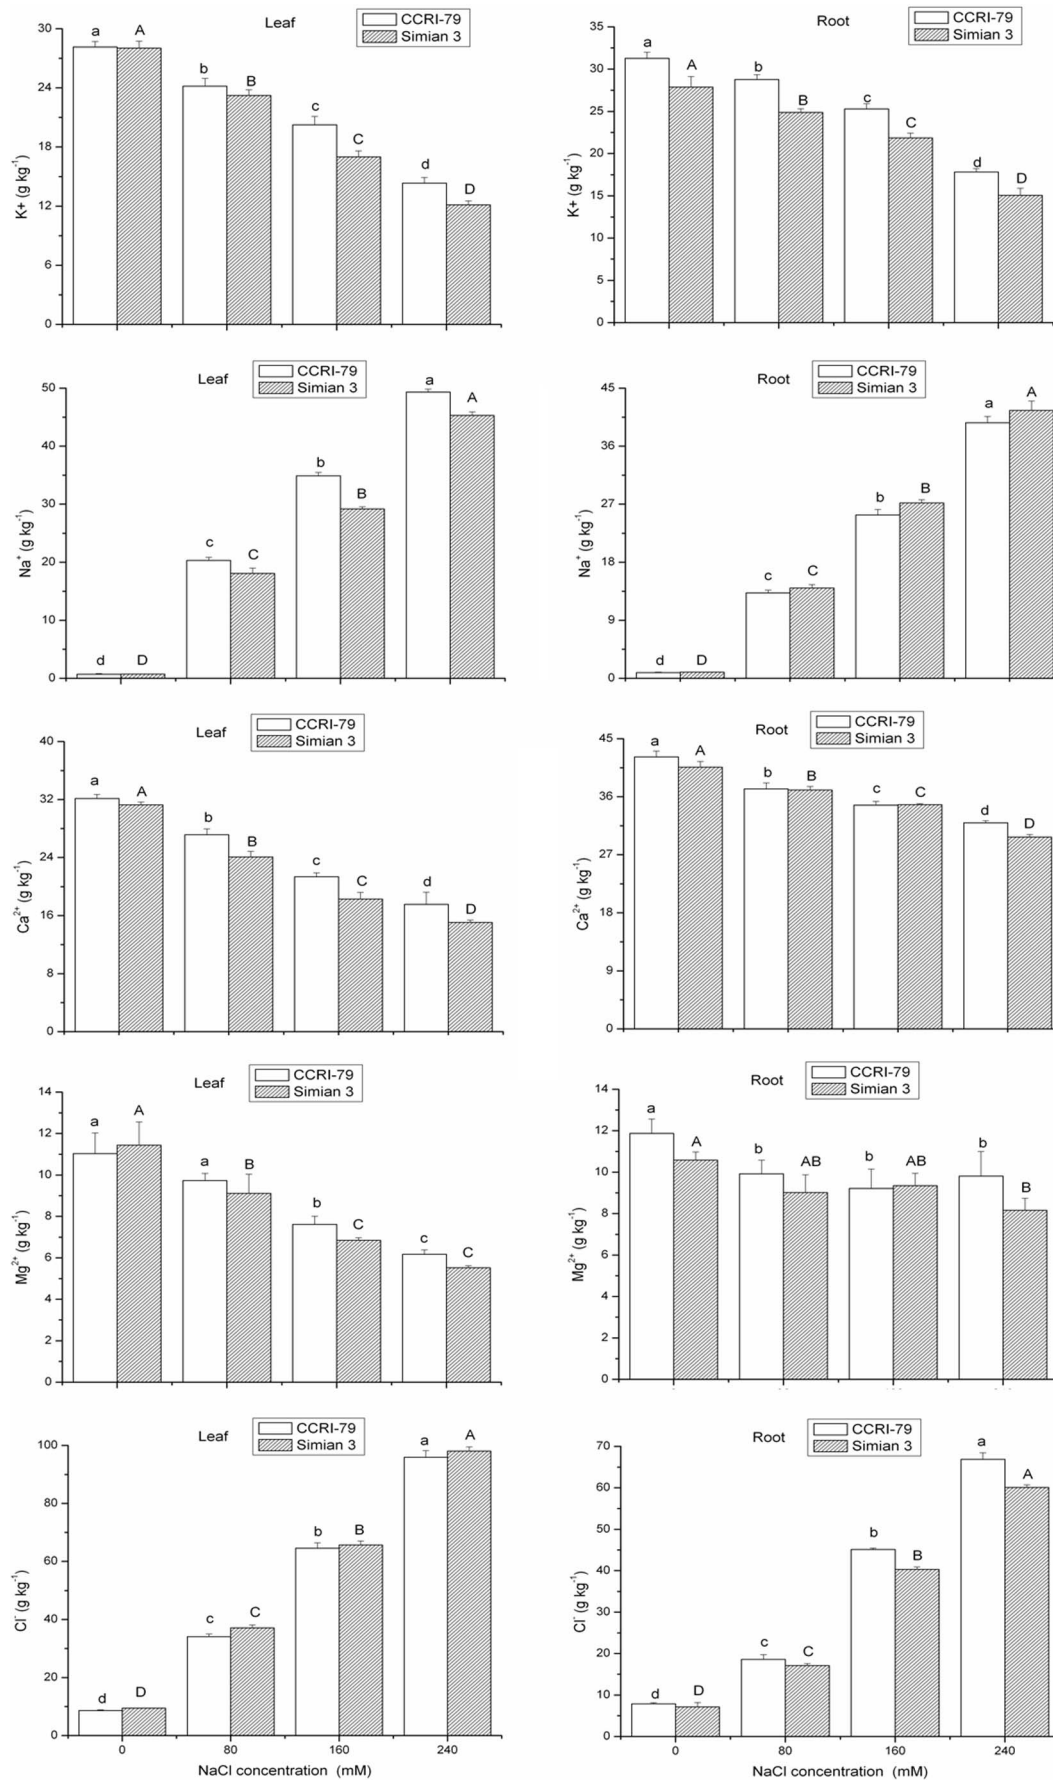 Leaf
CCRI-79
Simian 3
30
24
18
12
6
0
K+ (g kg-1)
a A
b B
c C
d D
Root
CCRI-79
Simian 3
35
30
25
20
15
10
5
0
K+ (g kg-1)
a A
b B
c C
d D
Leaf
CCRI-79
Simian 3
50
40
30
20
10
0
Na+ (g kg-1)
d D
c C
b B
a A
Root
CCRI-79
Simian 3
45
36
27
18
9
0
Na+ (g kg-1)
d D
c C
b B
a A
Leaf
CCRI-79
Simian 3
40
32
24
16
8
0
Ca2+ (g kg-1)
a A
b B
c C
d D
Root
CCRI-79
Simian 3
45
36
27
18
9
0
Ca2+ (g kg-1)
a A
b B
c C
d D
Leaf
CCRI-79
Simian 3
14
12
10
8
6
4
2
0
Mg2+ (g kg-1)
a A
a B
b C
c C
Root
CCRI-79
Simian 3
14
12
10
8
6
4
2
0
Mg2+ (g kg-1)
a A
b AB
b AB
b B
Leaf
CCRI-79
Simian 3
100
80
60
40
20
0
Cl- (g kg-1)
d D
c C
b B
a A
0 80 160 240
NaCl concentration (mM)
Root
CCRI-79
Simian 3
70
60
50
40
30
20
10
0
Cl- (g kg-1)
d D
c C
b B
a A
0 80 160 240
NaCl concentration (mM)